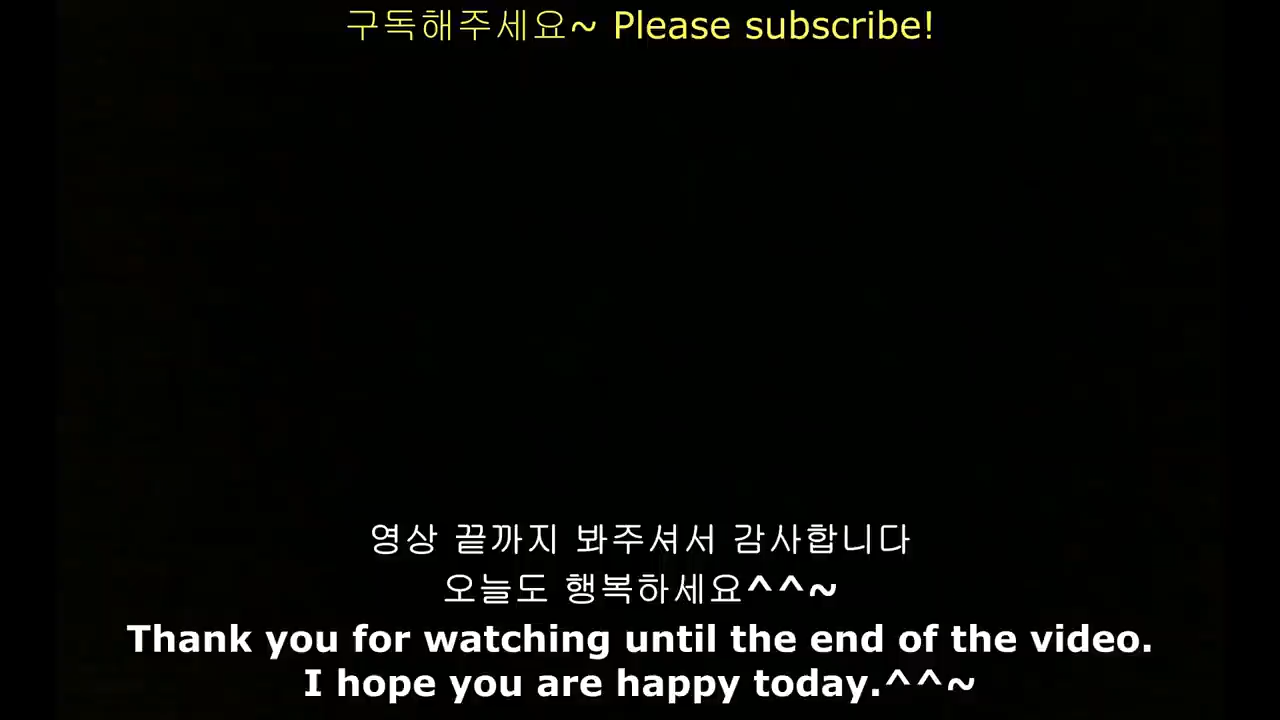 구독해주세요~ Please subscribe!
영상 끝까지 봐주셔서 감사합니다
오늘도 행복하세요^^~
Thank you for watching until the end of the video.
I hope you are happy today.^^~